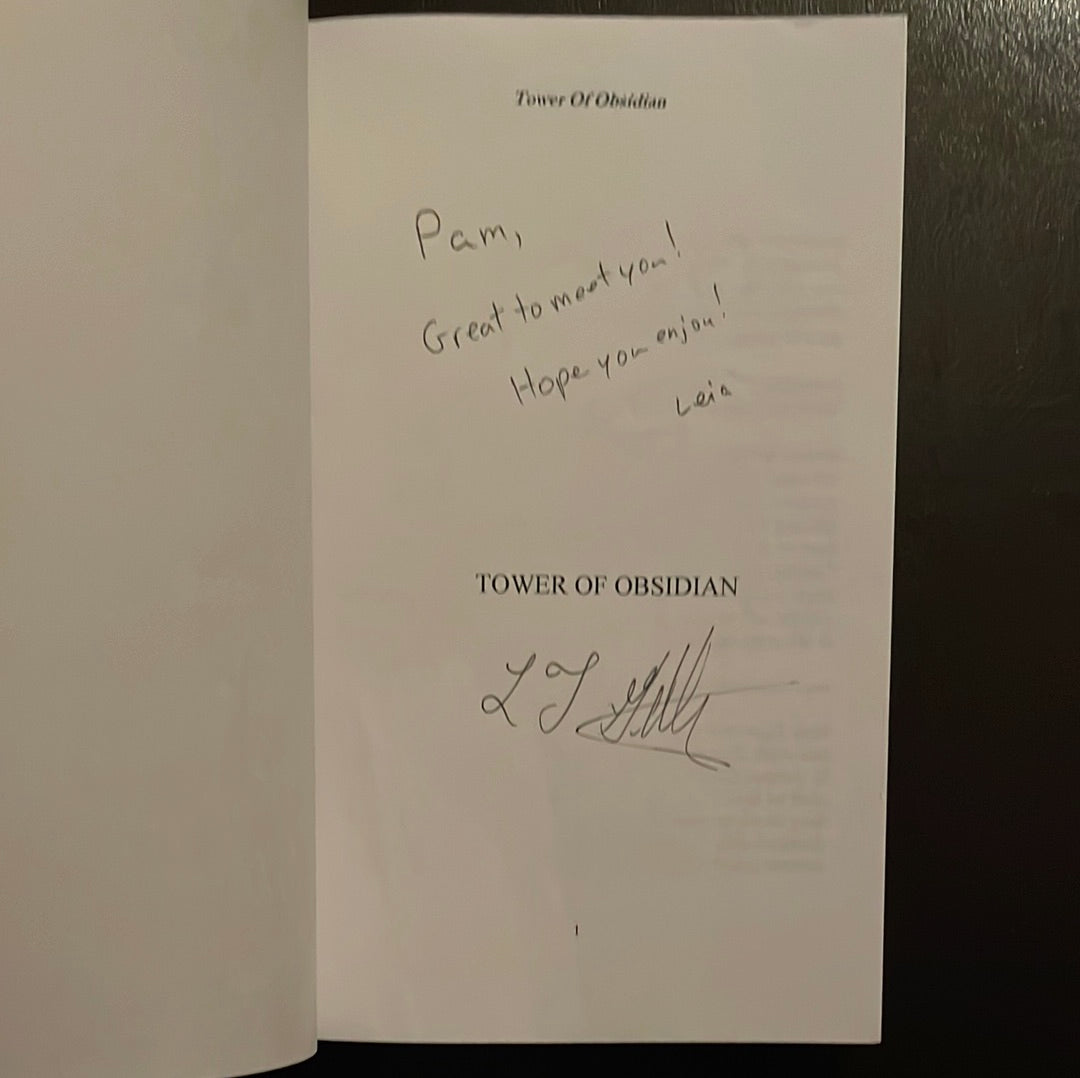 Tower Of Obsidian
Pam,
Great to meet you!
Hope you enjoy!
Leia
TOWER OF OBSIDIAN
L T
1